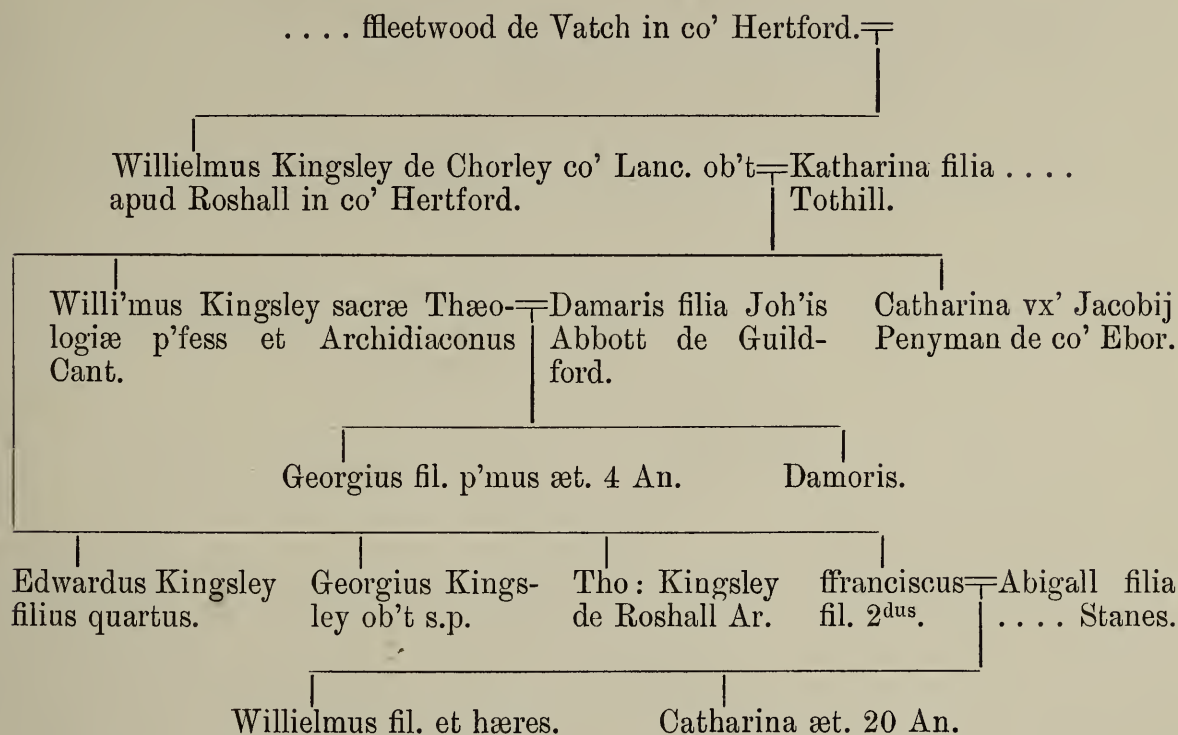 . . . . ffleetwood de Vatch in co’ Hertford.
Willielmus Kingsley de Chorley co’ Lanc. ob’t
apud Roshall in co’ Hertford.
Katharina filia . . . .
Tothill.
Willi’mus Kingsley sacræ Thæo-
logiæ p’fess et Archidiaconus
Cant.
Damaris filia Joh’is
Abbott de Guild-
ford.
Catharina vx’ Jacobij
Penyman de co’ Ebor.
Georgius fil. p’mus æt. 4 An.
Damoris.
Edwardus Kingsley
filius quartus.
Georgius Kings-
ley ob’t s.p.
Tho: Kingsley
de Roshall Ar.
ffranciscus
fil. 2dus.
Abigall filia
. . . . Stanes.
Willielmus fil. et hæres.
Catharina æt. 20 An.